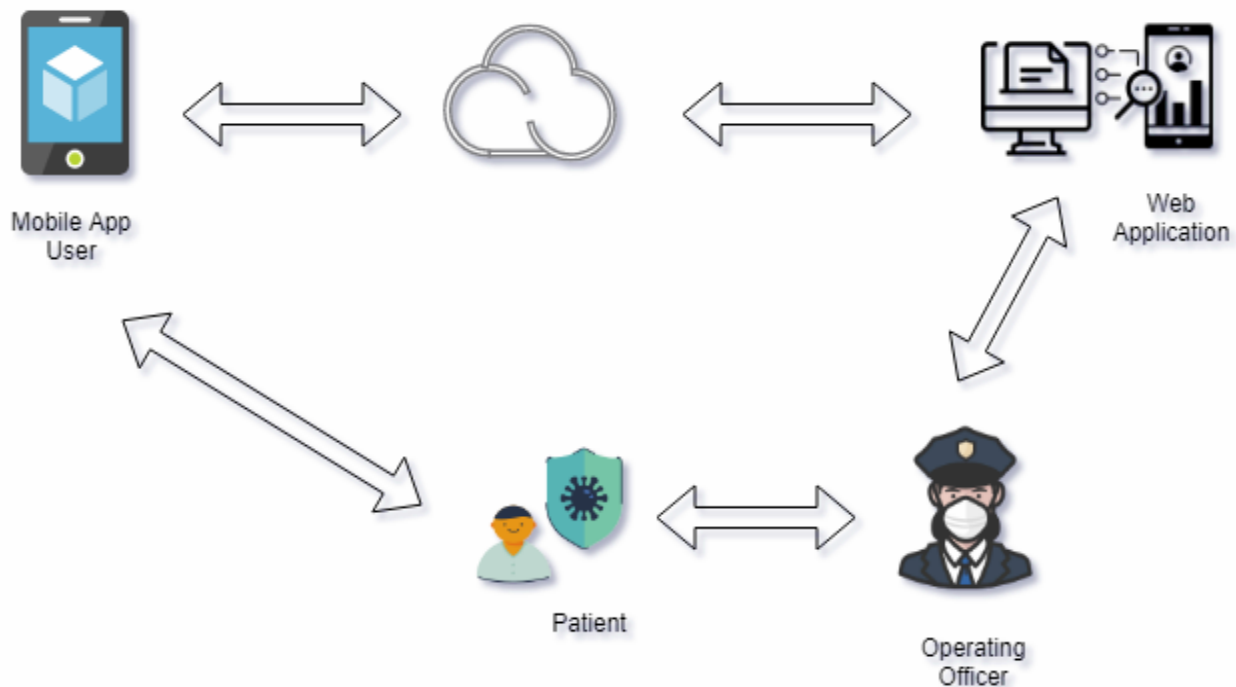 Mobile App
User
Web
Application
Patient
Operating
Officer